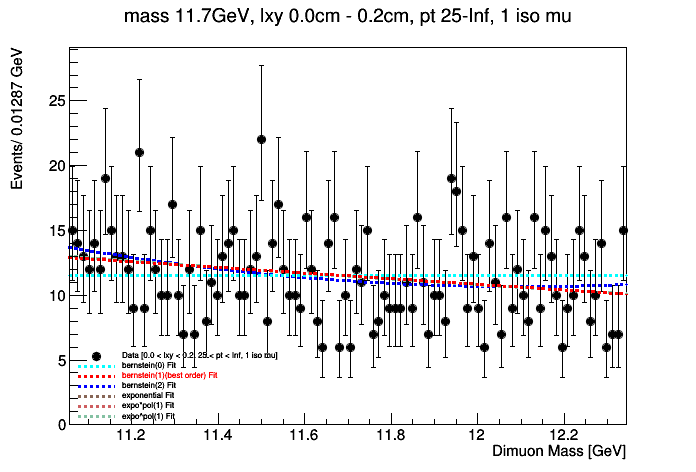 mass 11.7GeV, lxy 0.0cm - 0.2cm, pt 25-Inf, 1 iso mu
Events/ 0.01287 GeV
25
20
15
10
5
0
Data [0.0 < lxy < 0.2, 25 < pt < Inf, 1 iso mu]
bernstein(0) Fit
bernstein(1)(best order) Fit
bernstein(2) Fit
exponential Fit
expo*pol(1) Fit
expo^pol(1) Fit
11.2 11.4 11.6 11.8 12 12.2
Dimuon Mass [GeV]